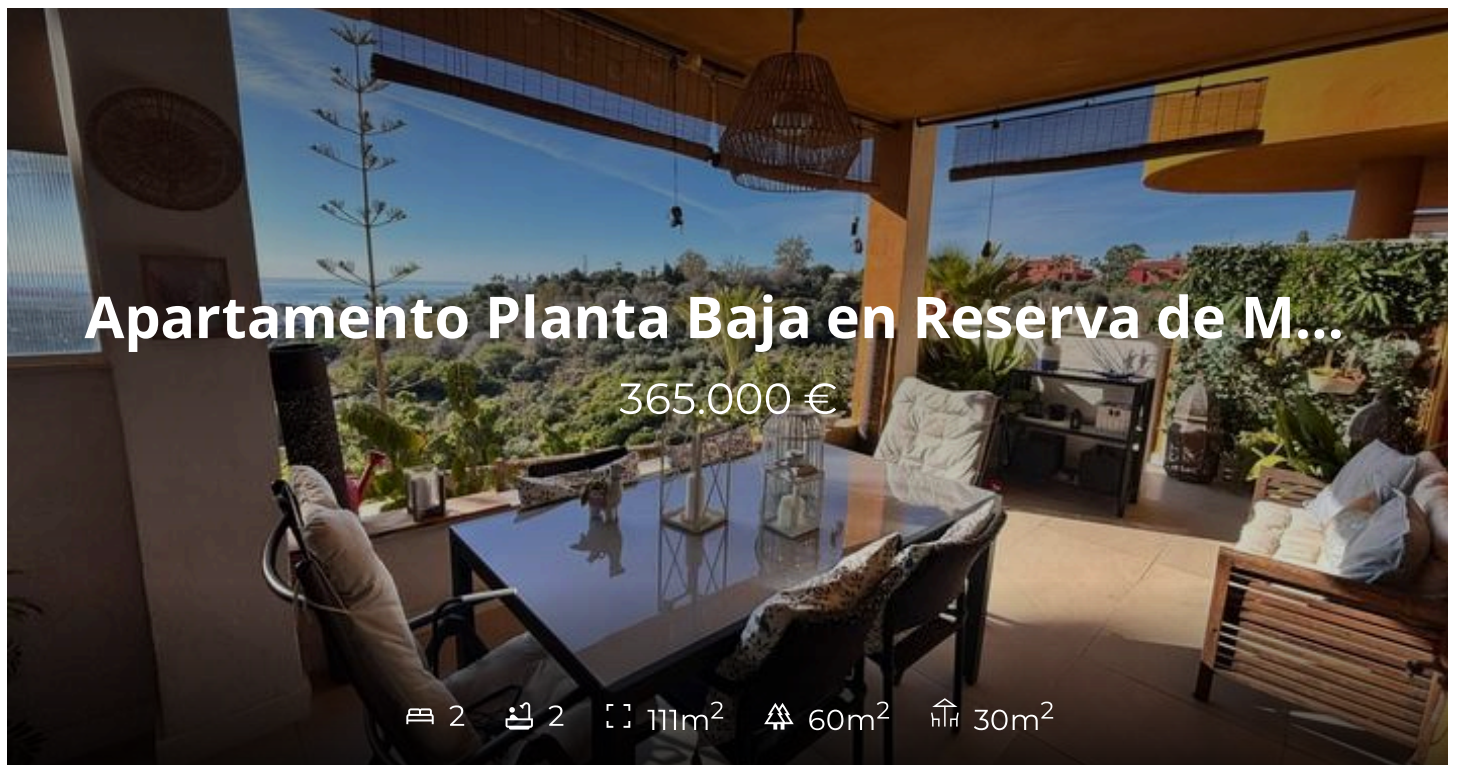 Apartamento Planta Baja en Reserva de M...
365.000 €
2 2 111m² 60m² 30m²